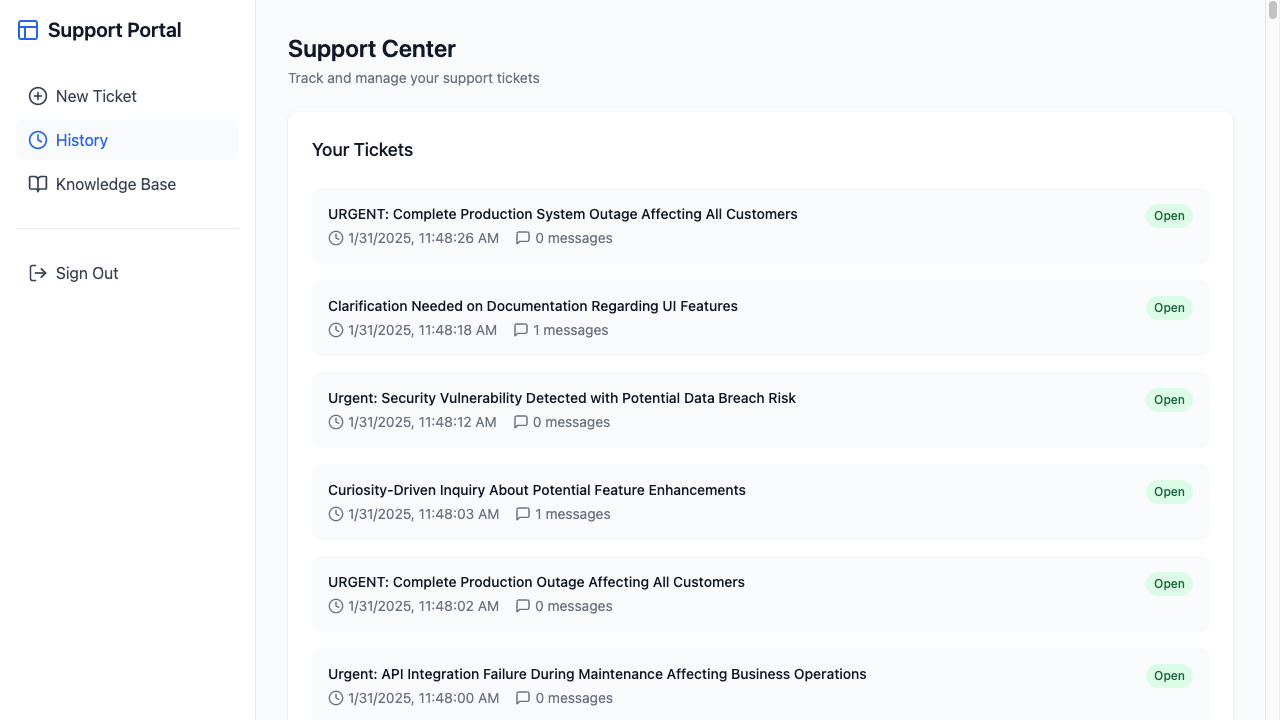 Support Portal
New Ticket
History
Knowledge Base
Sign Out
Support Center
Track and manage your support tickets
Your Tickets
URGENT: Complete Production System Outage Affecting All Customers
Open
1/31/2025, 11:48:26 AM 0 messages
Clarification Needed on Documentation Regarding UI Features
Open
1/31/2025, 11:48:18 AM 1 messages
Urgent: Security Vulnerability Detected with Potential Data Breach Risk
Open
1/31/2025, 11:48:12 AM 0 messages
Curiosity-Driven Inquiry About Potential Feature Enhancements
Open
1/31/2025, 11:48:03 AM 1 messages
URGENT: Complete Production Outage Affecting All Customers
Open
1/31/2025, 11:48:02 AM 0 messages
Urgent: API Integration Failure During Maintenance Affecting Business Operations
Open
1/31/2025, 11:48:00 AM 0 messages